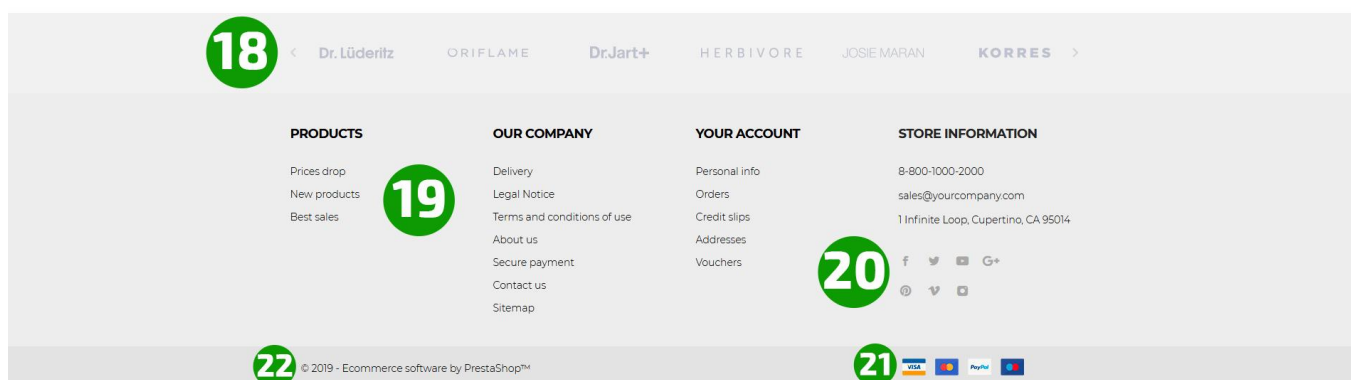 18
Dr. Lüderitz ORIFLAME Dr.Jart+ HERBIVORE JOSIE MARAN KORRES
PRODUCTS
Prices drop
New products
Best sales
19
OUR COMPANY
Delivery
Legal Notice
Terms and conditions of use
About us
Secure payment
Contact us
Sitemap
YOUR ACCOUNT
Personal info
Orders
Credit slips
Addresses
Vouchers
STORE INFORMATION
8-800-1000-2000
sales@yourcompany.com
1 Infinite Loop, Cupertino, CA 95014
20
f G+
22 © 2019 - Ecommerce software by PrestaShop™
21 VISA PayPal